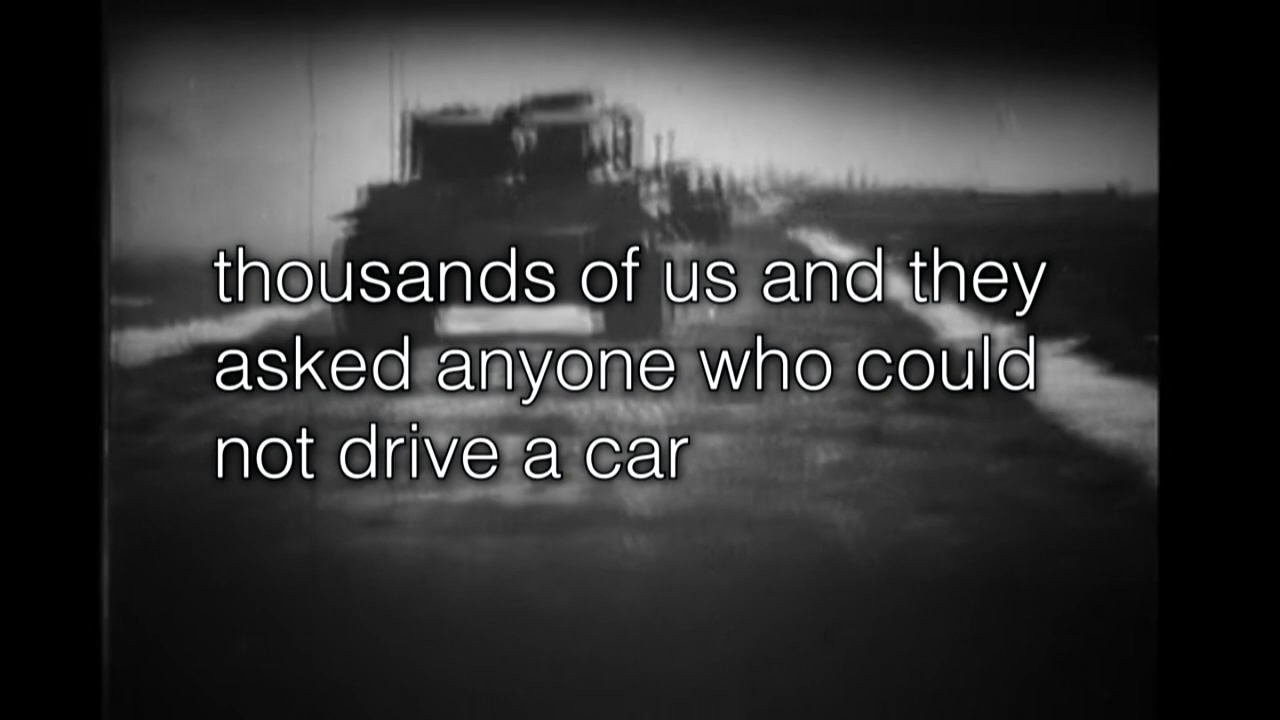 thousands of us and they
asked anyone who could
not drive a car